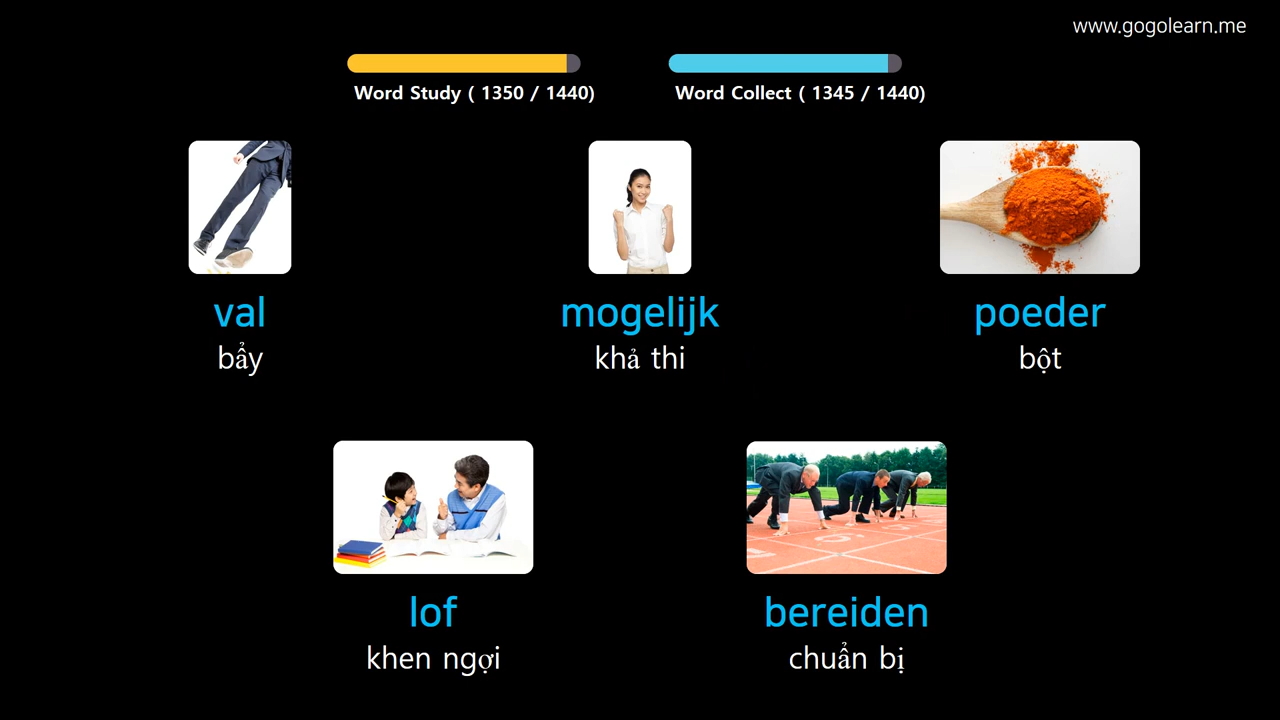 www.gogolearn.me
Word Study ( 1350 / 1440)
Word Collect ( 1345 / 1440)
val
bẩy
mogelijk
khả thi
poeder
bột
lof
khen ngợi
bereiden
chuẩn bị